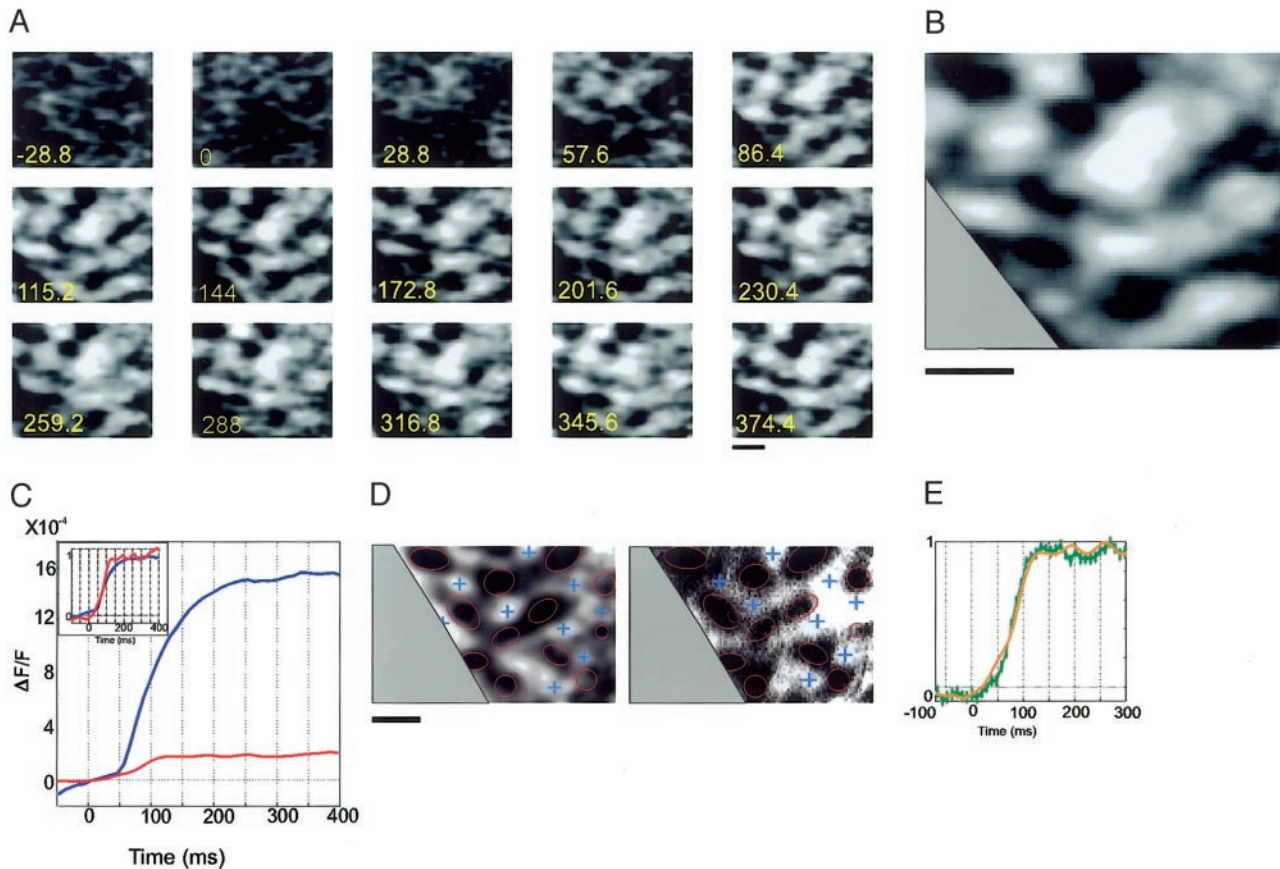 A
B
-28.8 0 28.8 57.6 86.4
115.2 144 172.8 201.6 230.4
259.2 288 316.8 345.6 374.4
C
D
E
X10-4
16
12
8
4
0
ΔF/F
0 100 200 300 400
Time (ms)
1
0
0 200 400
Time (ms)
1
0
-100 0 100 200 300
Time (ms)